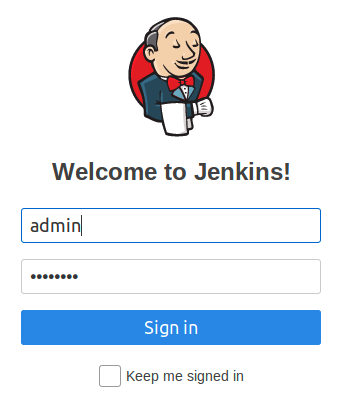 Welcome to Jenkins!
admin
••••••••
Sign in
Keep me signed in